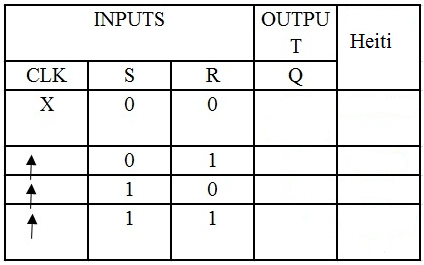 INPUTS OUTPU
T Heiti
CLK S R Q
X 0 0
0 1
1 0
1 1